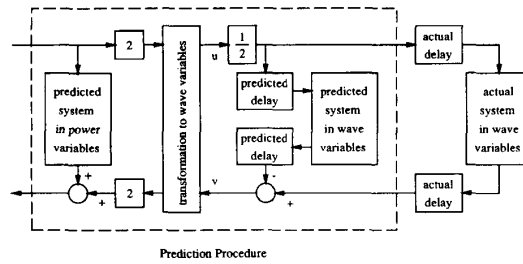 2
1
2
u
actual
delay
predicted
system
in power
variables
transformation to wave variables
predicted
delay
predicted
system
in wave
variables
actual
system
in wave
variables
predicted
delay
+
+
2
v
-
+
actual
delay
Prediction Procedure